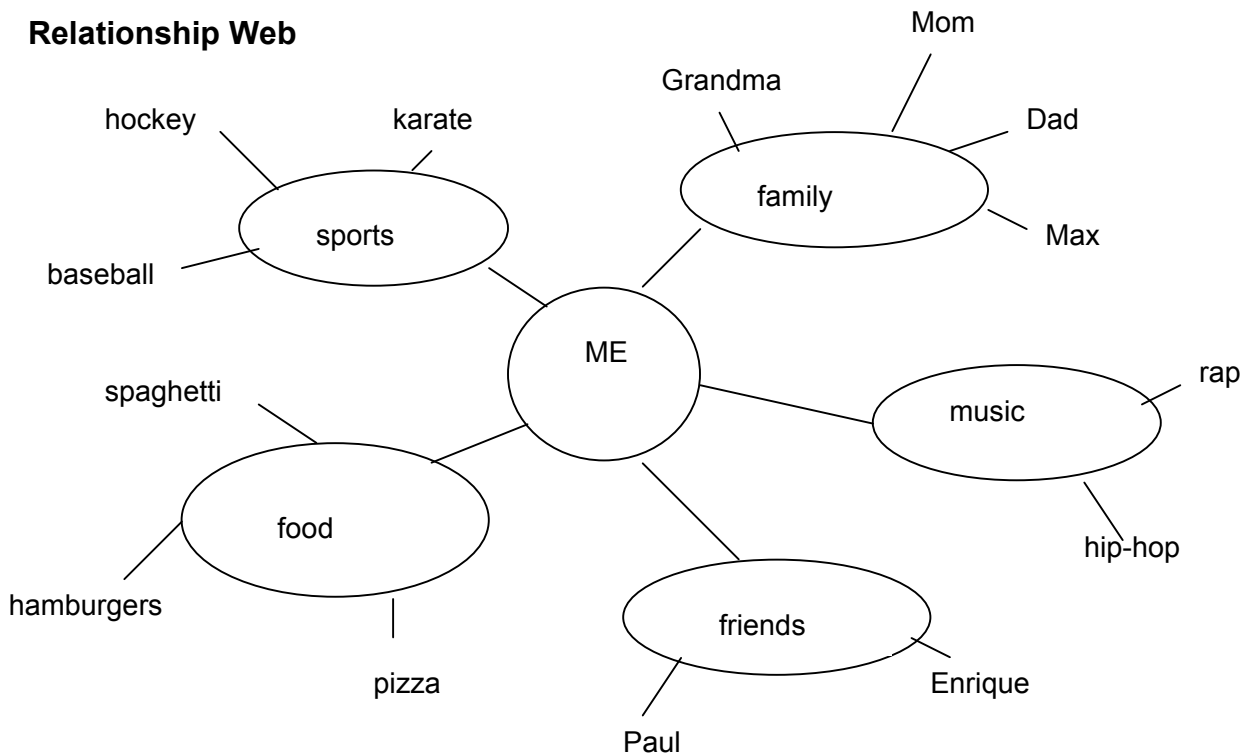 Relationship Web
Mom
Grandma
hockey
karate
Dad
family
sports
Max
baseball
ME
spaghetti
rap
music
food
hip-hop
hamburgers
friends
pizza
Enrique
Paul